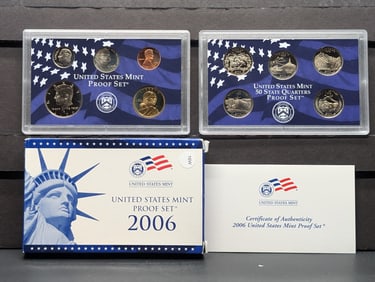 UNITED STATES MINT
PROOF SET
UNITED STATES MINT
50 STATE QUARTERS
PROOF SET
UNITED STATES MINT
UNITED STATES MINT
PROOF SET
2006
UNITED STATES MINT
Certificate of Authenticity
2006 United States Mint Proof Set